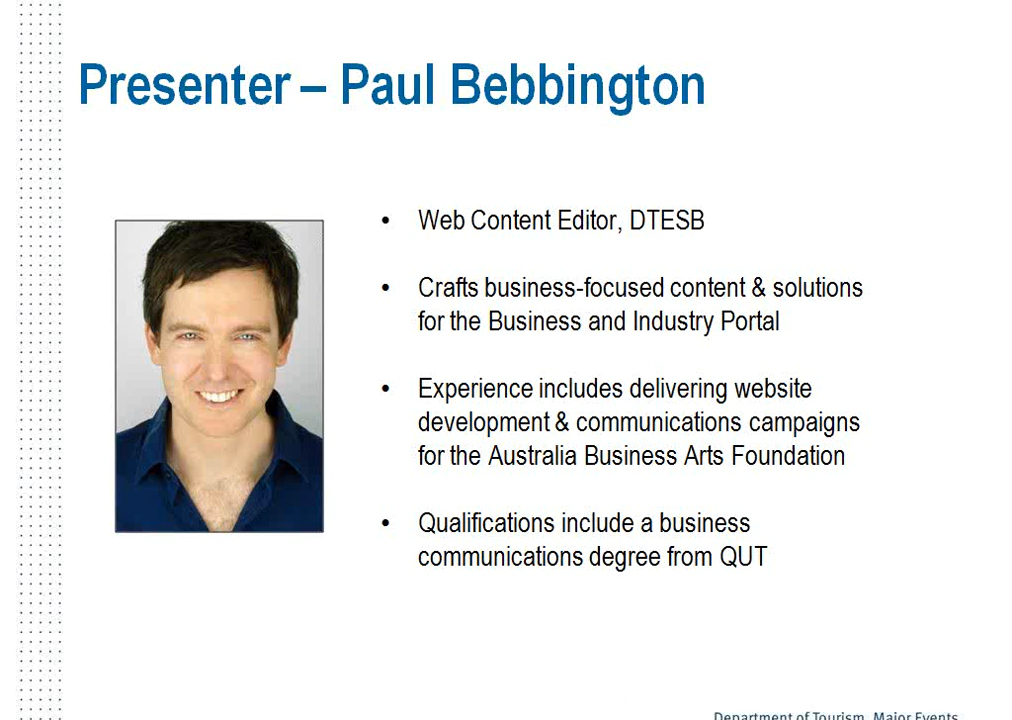 Presenter – Paul Bebbington
• Web Content Editor, DTESB
• Crafts business-focused content & solutions
for the Business and Industry Portal
• Experience includes delivering website
development & communications campaigns
for the Australia Business Arts Foundation
• Qualifications include a business
communications degree from QUT
Department of Tourism, Major Events